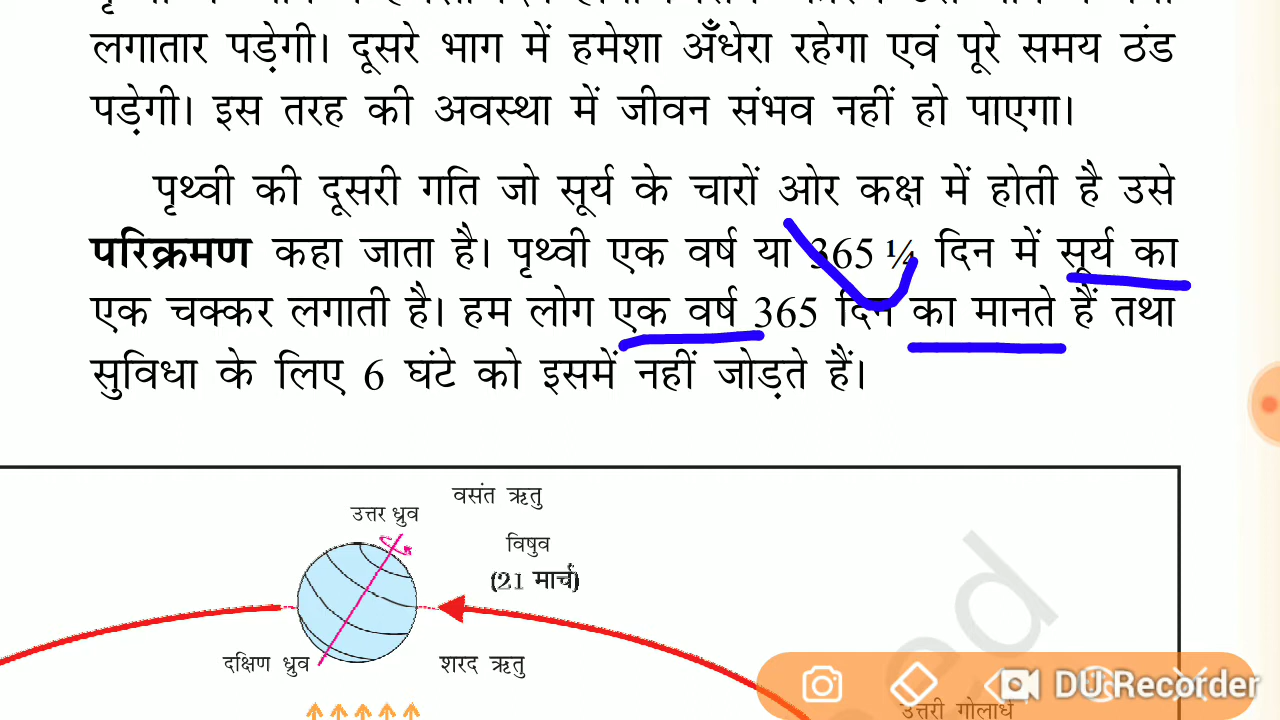 लगातार पड़ेगी। दूसरे भाग में हमेशा अँधेरा रहेगा एवं पूरे समय ठंड
पड़ेगी। इस तरह की अवस्था में जीवन संभव नहीं हो पाएगा।
पृथ्वी की दूसरी गति जो सूर्य के चारों ओर कक्ष में होती है उसे
परिक्रमण कहा जाता है। पृथ्वी एक वर्ष या 365 ¼ दिन में सूर्य का
एक चक्कर लगाती है। हम लोग एक वर्ष 365 दिन का मानते हैं तथा
सुविधा के लिए 6 घंटे को इसमें नहीं जोड़ते हैं।
वसंत ऋतु
उत्तर ध्रुव
विषुव
(21 मार्च)
दक्षिण ध्रुव
शरद ऋतु
DU Recorder
उत्तरी गोलार्ध